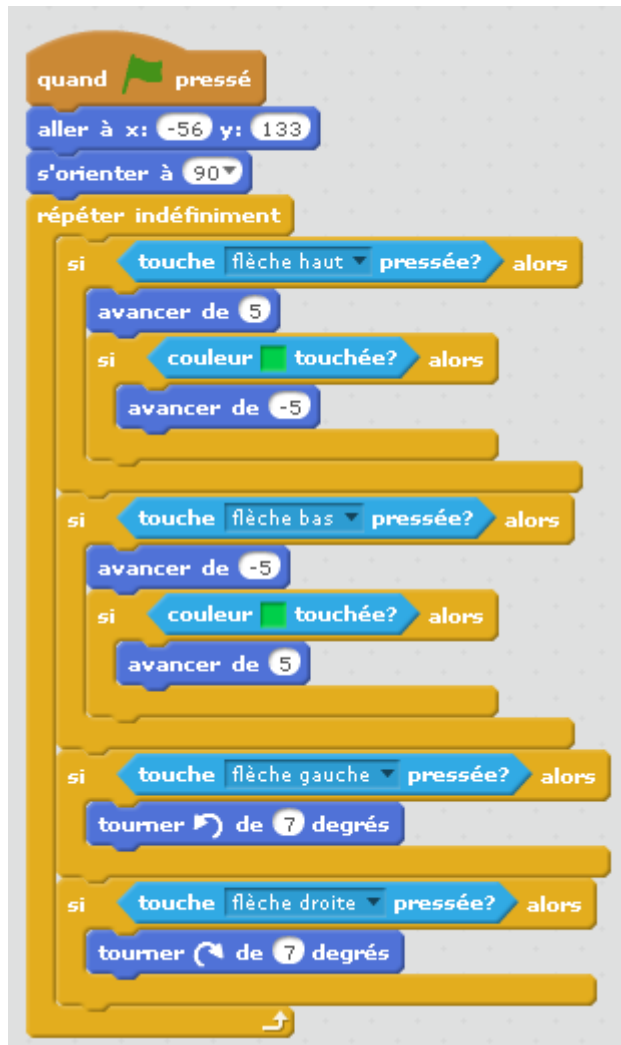 quand pressé
aller à x: -56 y: 133
s'orienter à 90
répéter indéfiniment
si touche flèche haut pressée? alors
avancer de 5
si couleur touchée? alors
avancer de -5
si touche flèche bas pressée? alors
avancer de -5
si couleur touchée? alors
avancer de 5
si touche flèche gauche pressée? alors
tourner de 7 degrés
si touche flèche droite pressée? alors
tourner de 7 degrés